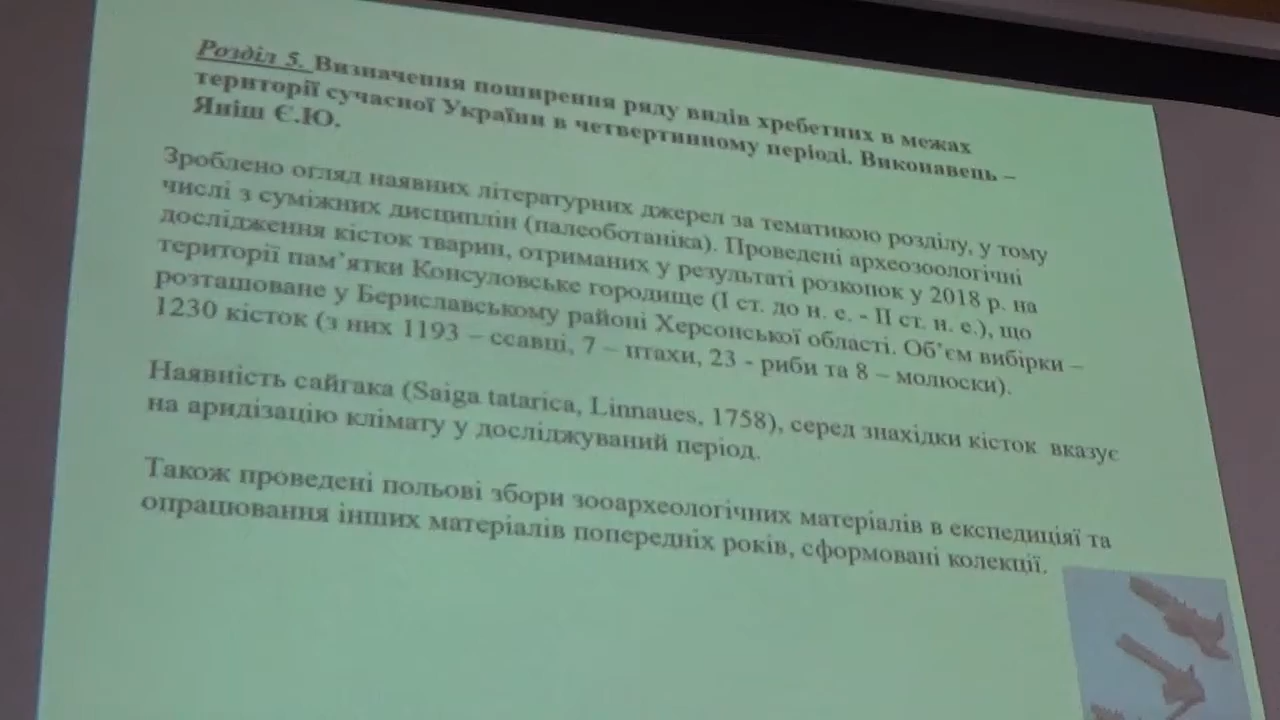 Розділ 5. Визначення поширення ряду видів хребетних в межах
території сучасної України в четвертинному періоді. Виконавець –
Яніш Є.Ю.
Зроблено огляд наявних літературних джерел за тематикою розділу, у тому
числі з суміжних дисциплін (палеоботаніка). Проведені археозоологічні
дослідження кісток тварин, отриманих у результаті розкопок у 2018 р. на
території пам’ятки Консуловське городище (І ст. до н. е. - ІІ ст. н. е.), що
розташоване у Бериславському районі Херсонської області. Об’єм вибірки –
1230 кісток (з них 1193 – ссавці, 7 – птахи, 23 - риби та 8 – молюски).
Наявність сайгака (Saiga tatarica, Linnaues, 1758), серед знахідки кісток вказує
на аридізацію клімату у досліджуваний період.
Також проведені польові збори зооархеологічних матеріалів в експедиціяї та
опрацювання інших матеріалів попередніх років, сформовані колекції.